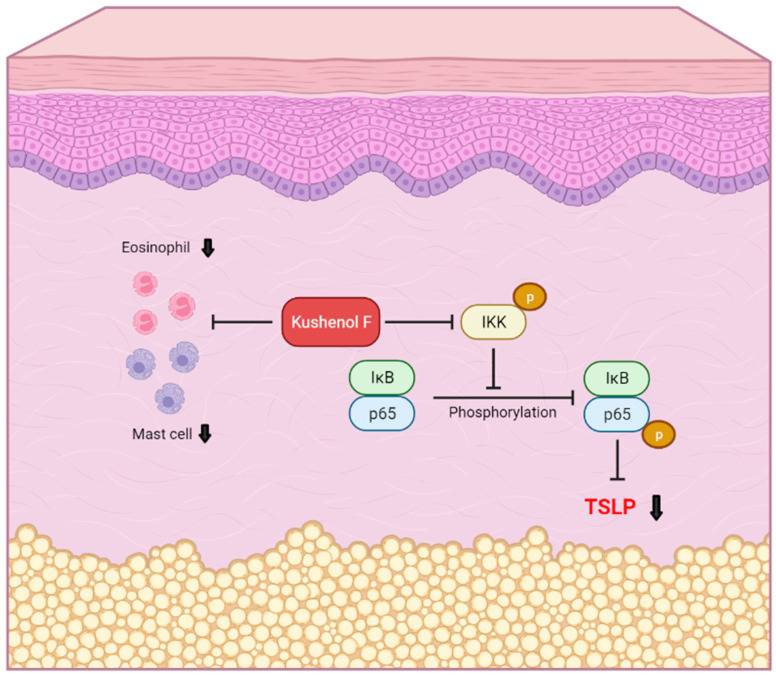 Eosinophil
Kushenol F
p
IKK
IκB
p65
Phosphorylation
IκB
p65
p
Mast cell
TSLP